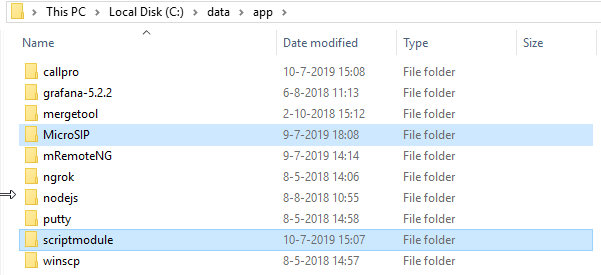 This PC > Local Disk (C:) > data > app >
Name Date modified Type Size
callpro 10-7-2019 15:08 File folder
grafana-5.2.2 6-8-2018 11:13 File folder
mergetool 2-10-2018 15:12 File folder
MicroSIP 9-7-2019 18:08 File folder
mRemoteNG 9-7-2019 14:14 File folder
ngrok 8-5-2018 14:06 File folder
nodejs 8-8-2018 10:55 File folder
putty 8-5-2018 14:58 File folder
scriptmodule 10-7-2019 15:07 File folder
winscp 8-5-2018 14:57 File folder